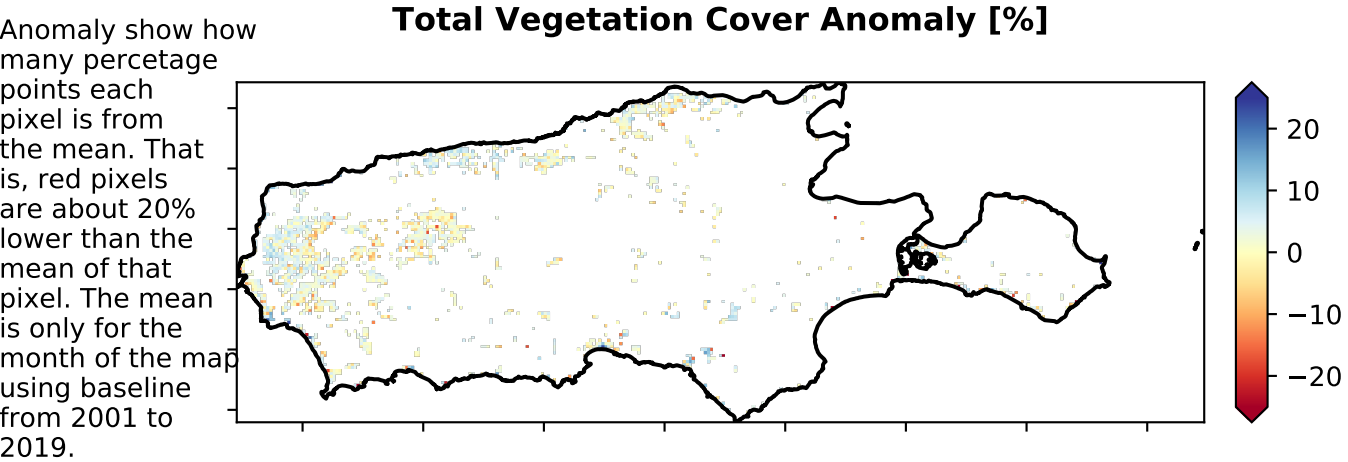 Total Vegetation Cover Anomaly [%]
Anomaly show how
many percetage
points each
pixel is from
the mean. That
is, red pixels
are about 20%
lower than the
mean of that
pixel. The mean
is only for the
month of the map
using baseline
from 2001 to
2019.
20
10
0
−10
−20